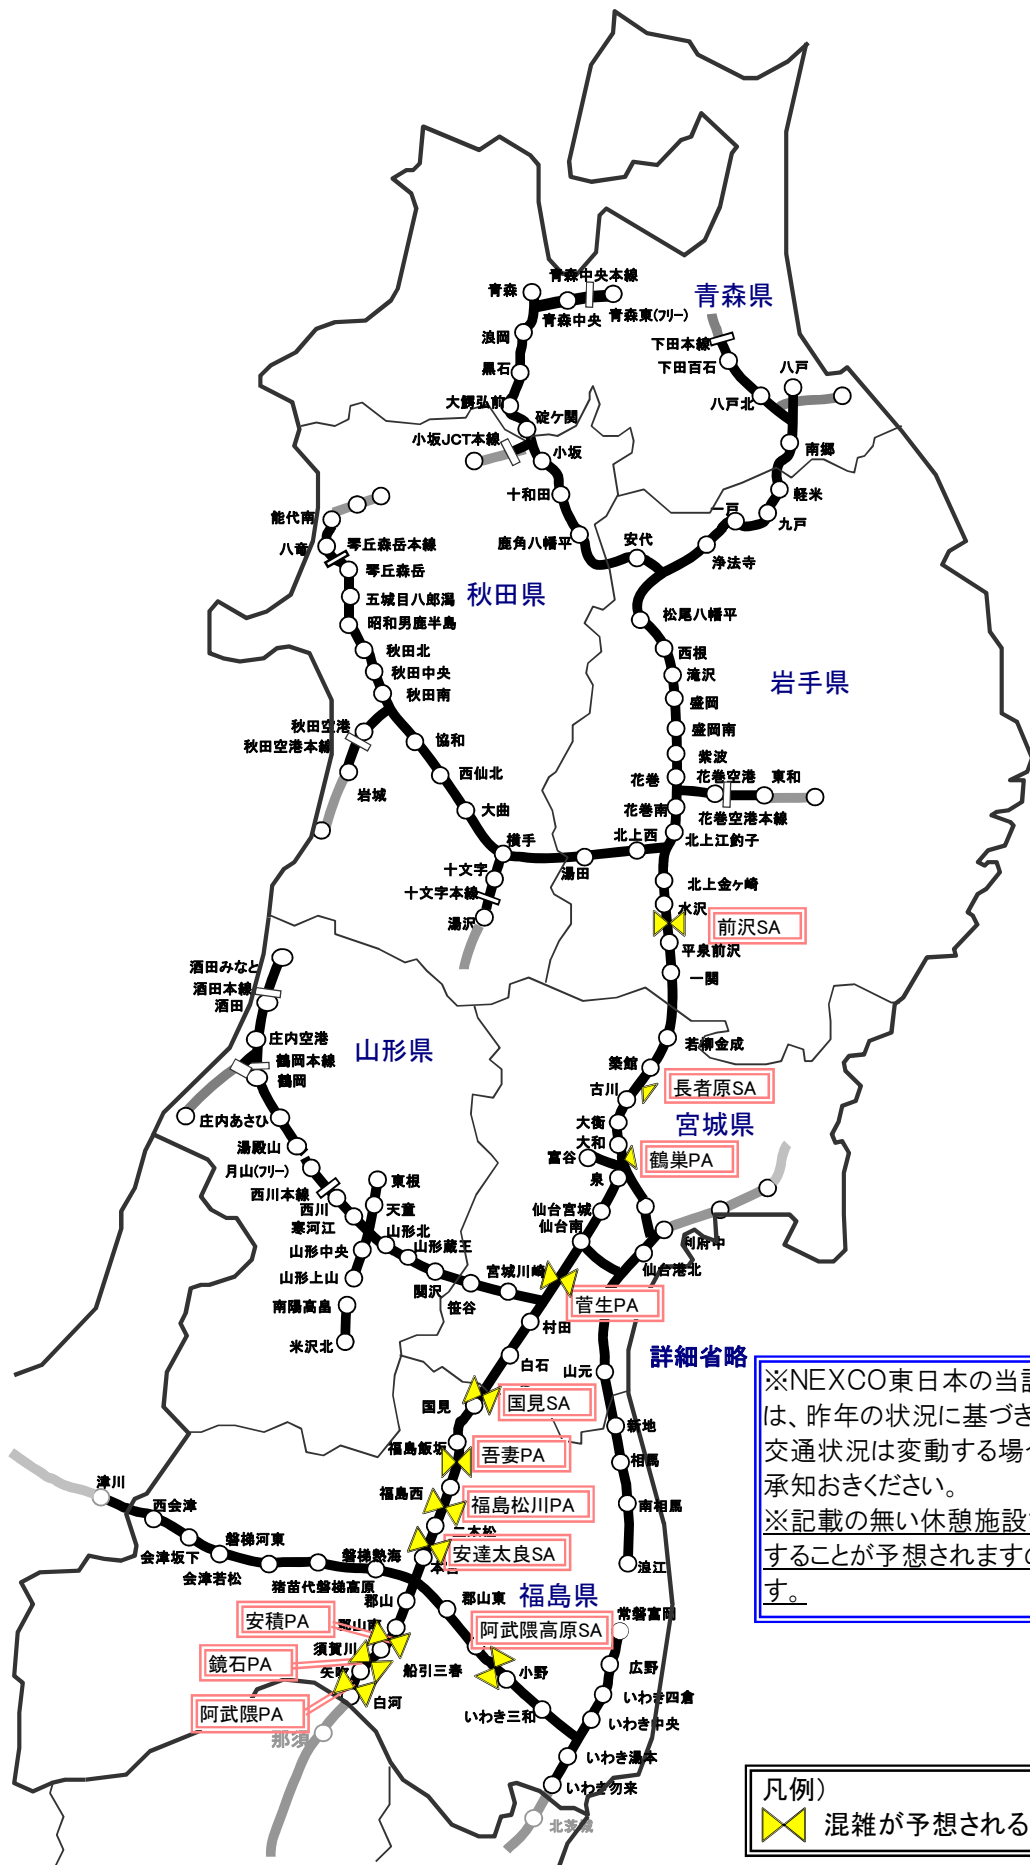 青森中央本線
青森
青森中央
青森東(フリー)
青森県
浪岡
下田本線
黒石
下田百石
八戸
大鰐弘前
八戸北
碇ケ関
小坂JCT本線
小坂
南郷
十和田
軽米
能代南
一戸
九戸
鹿角八幡平
安代
八竜
琴丘森岳本線
浄法寺
琴丘森岳
五城目八郎潟
秋田県
昭和男鹿半島
松尾八幡平
秋田北
西根
秋田中央
滝沢
岩手県
秋田南
盛岡
秋田空港
盛岡南
秋田空港本線
協和
紫波
西仙北
花巻
花巻空港
東和
岩城
大曲
花巻南
花巻空港本線
横手
北上西
北上江釣子
十文字
湯田
十文字本線
北上金ヶ崎
水沢
湯沢
前沢SA
平泉前沢
酒田みなと
一関
酒田本線
酒田
庄内空港
山形県
若柳金成
鶴岡本線
築館
鶴岡
長者原SA
古川
庄内あさひ
大衡
宮城県
湯殿山
大和
月山(フリー)
富谷
鶴巣PA
西川本線
東根
泉
西川
天童
仙台宮城
寒河江
山形北
仙台南
利府中
山形中央
山形蔵王
宮城川崎
仙台港北
山形上山
関沢
笹谷
菅生PA
南陽高畠
村田
米沢北
白石
詳細省略
山元
国見
国見SA
新地
福島飯坂
吾妻PA
相馬
津川
福島西
福島松川PA
南相馬
西会津
二本松
会津坂下
磐梯河東
安達太良SA
会津若松
磐梯熱海
本宮
浪江
猪苗代磐梯高原
福島県
郡山
郡山東
常磐富岡
安積PA
郡山南
阿武隈高原SA
須賀川
鏡石PA
矢吹
船引三春
小野
広野
阿武隈PA
白河
いわき三和
いわき四倉
いわき中央
那須
いわき湯本
いわき勿来
北茨城
※NEXCO東日本の当
は、昨年の状況に基づき
交通状況は変動する場
承知おきください。
※記載の無い休憩施設
することが予想されますの
す。
凡例)
混雑が予想される